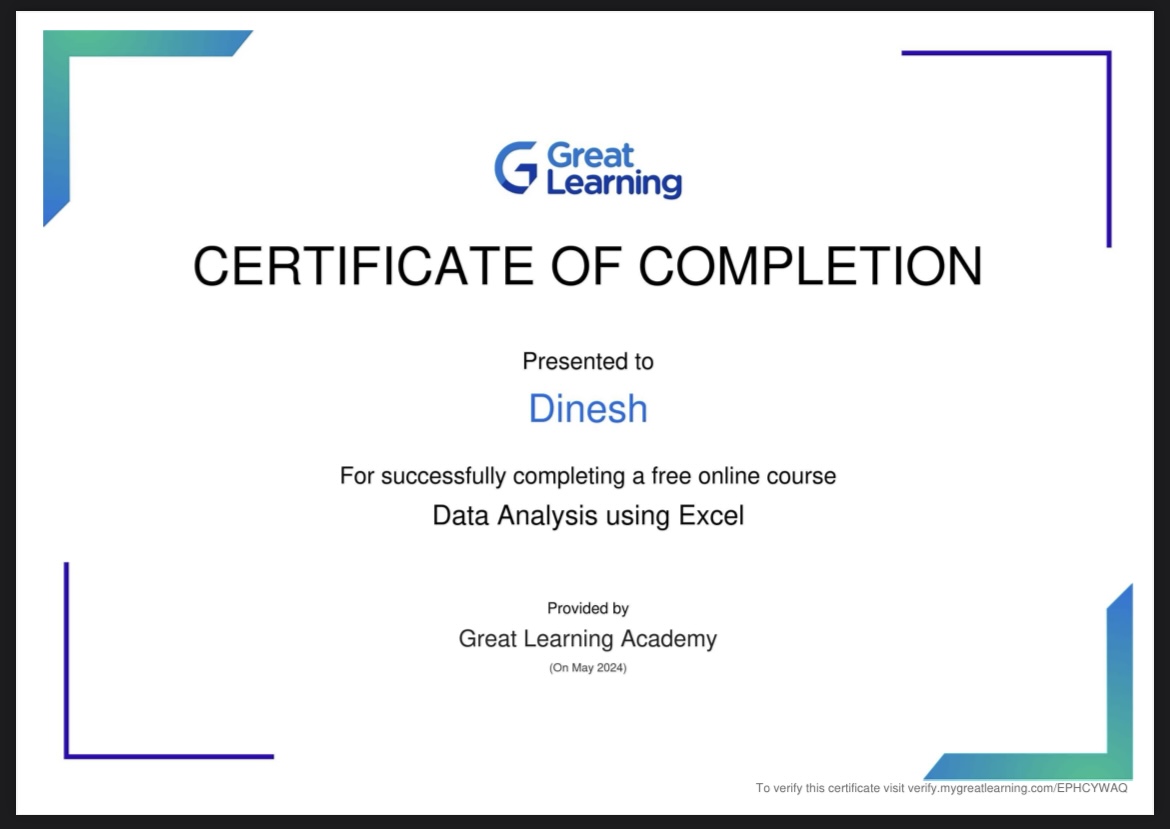 Great
Learning
CERTIFICATE OF COMPLETION
Presented to
Dinesh
For successfully completing a free online course
Data Analysis using Excel
Provided by
Great Learning Academy
(On May 2024)
To verify this certificate visit verify.mygreatlearning.com/EPHCYWAQ